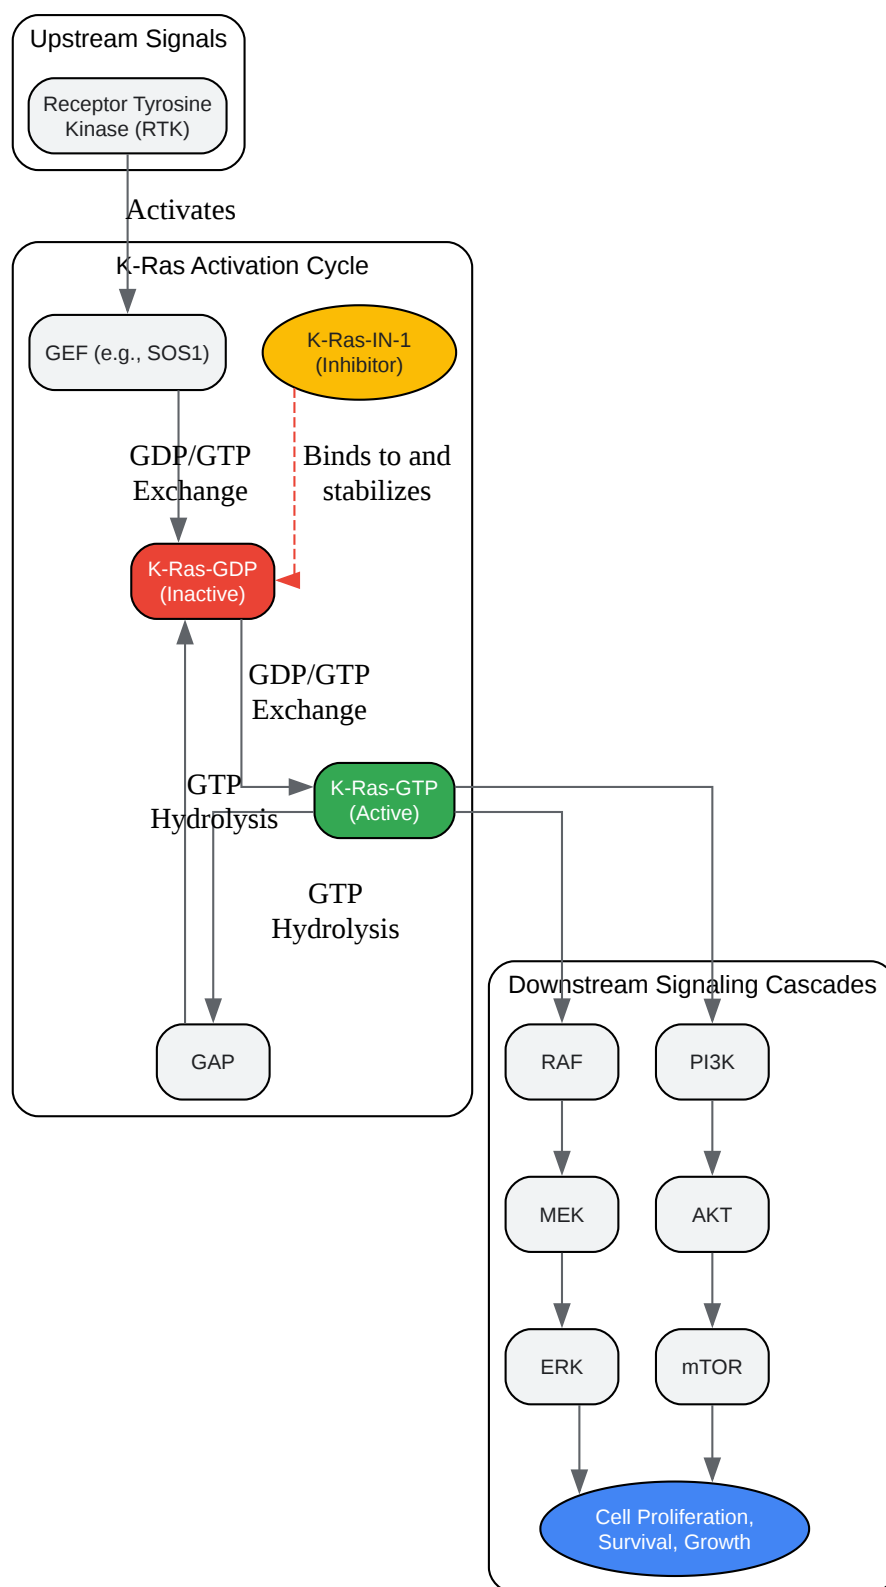 Upstream Signals
Receptor Tyrosine
Kinase (RTK)
Activates
K-Ras Activation Cycle
GEF (e.g., SOS1)
K-Ras-IN-1
(Inhibitor)
GDP/GTP
Exchange
Binds to and
stabilizes
K-Ras-GDP
(Inactive)
GDP/GTP
Exchange
GTP
Hydrolysis
K-Ras-GTP
(Active)
GTP
Hydrolysis
GAP
Downstream Signaling Cascades
RAF
PI3K
MEK
AKT
ERK
mTOR
Cell Proliferation,
Survival, Growth